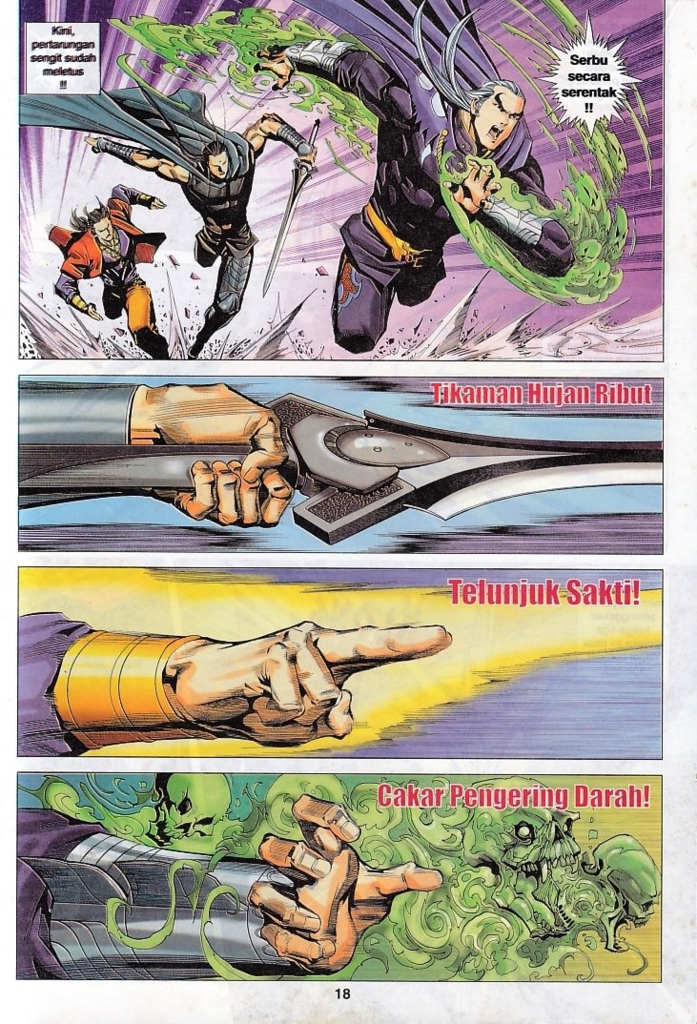 Kini,
pertarungan
sengit sudah
meletus
!!!
Serbu
secara
serentak
!!
Tikaman Hujan Ribut
Telunjuk Sakti!
Cakar Pengering Darah!
18